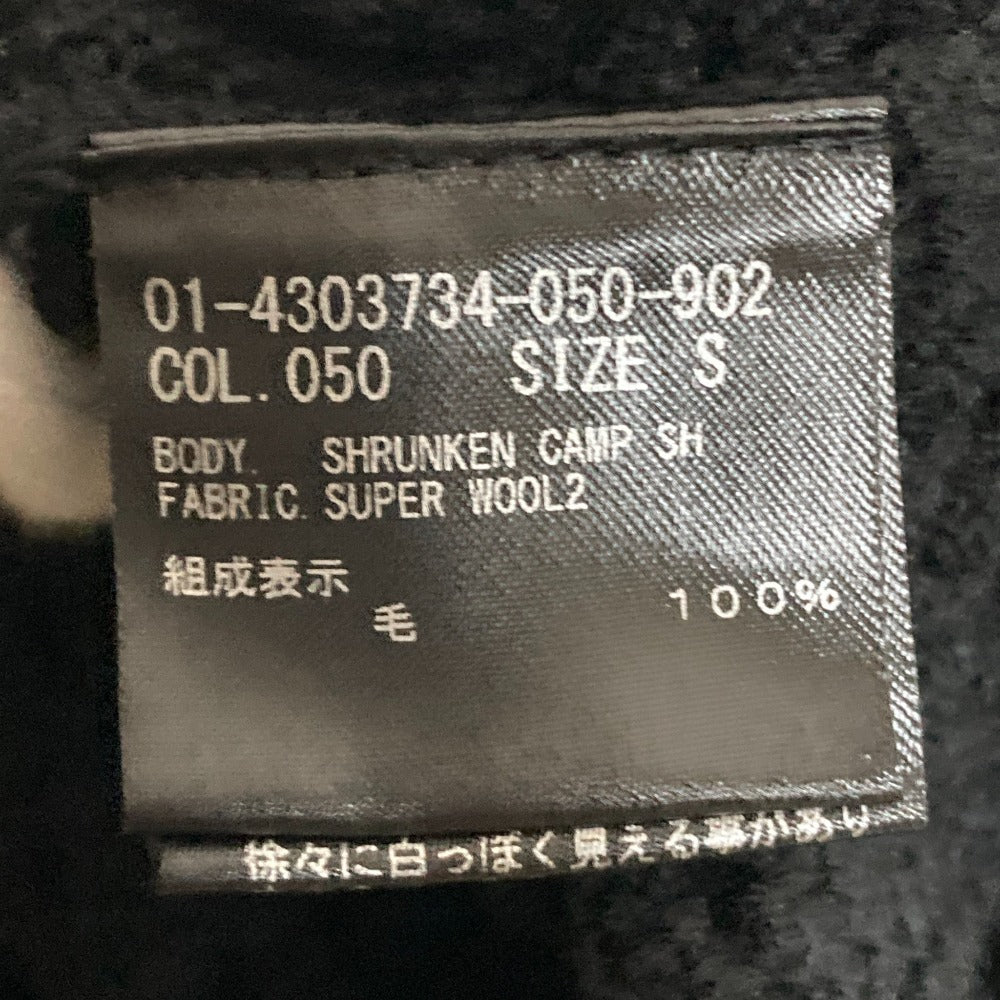 01-4303734-050-902
COL.050 SIZE S
BODY. SHRUNKEN CAMP SH
FABRIC. SUPER WOOL2
組成表示
毛 100%
徐々に白っぽく見える事があり